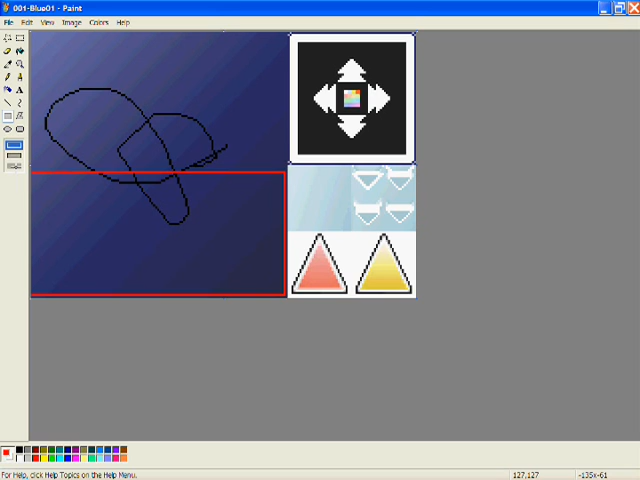 001-Blue01 - Paint
File Edit View Image Colors Help
A
For Help, click Help Topics on the Help Menu. 127,127 -135x-61